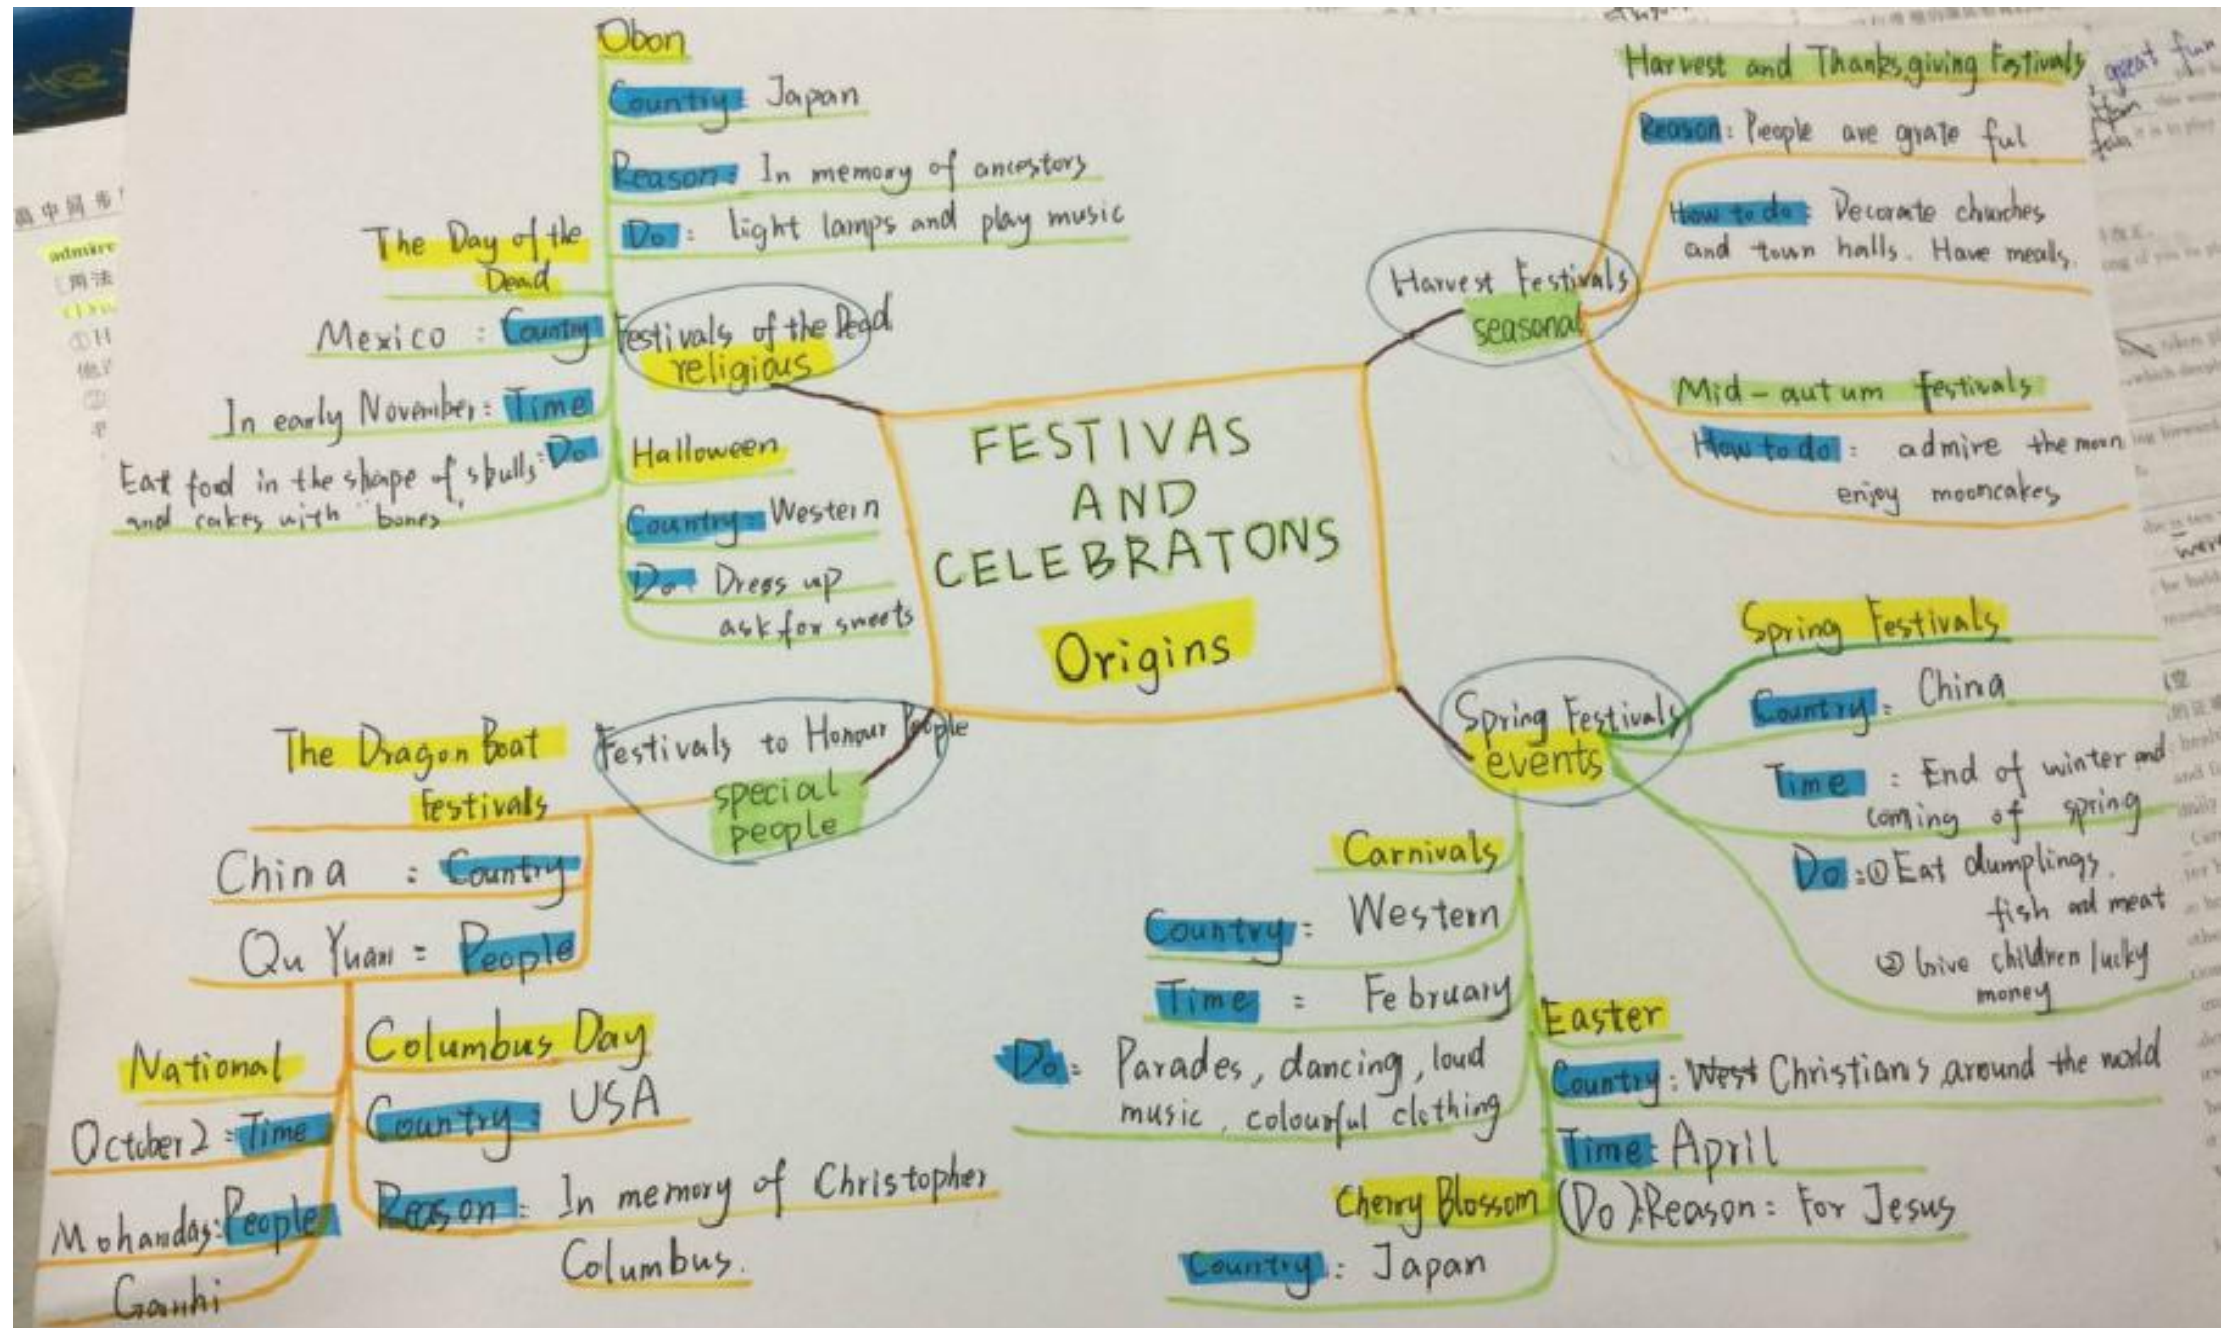 FESTIVAS
AND
CELEBRATONS
Origins
Obon
Country: Japan
Reason: In memory of ancestors
Do: light lamps and play music
The Day of the
Dead
Mexico : Country
In early November: Time
Eat food in the shape of skulls: Do
and cakes with "bones"
Festivals of the Dead
religious
Halloween
Country: Western
Do: Dress up
ask for sweets
Harvest Festivals
seasonal
Harvest and Thanksgiving Festivals
Reason: People are grate ful
How to do: Decorate churches
and town halls. Have meals.
Mid-autum festivals
How to do: admire the moon
enjoy mooncakes
Festivals to Honour People
special
people
The Dragon Boat
Festivals
China : Country
Qu Yuan : People
National
October 2 : Time
Mohandas: People
Ganhi
Columbus Day
Country: USA
Reason: In memory of Christopher
Columbus.
Spring Festivals
events
Spring Festivals
Country: China
Time : End of winter and
coming of spring
Do: ① Eat dumplings.
fish and meat
② Give children lucky
money
Carnivals
Country: Western
Time : February
Do: Parades, dancing, loud
music, colourful clothing
Easter
Country: West Christians around the world
Time: April
(Do): Reason: For Jesus
Cherry Blossom
Country: Japan
高中同步
admire
great fun